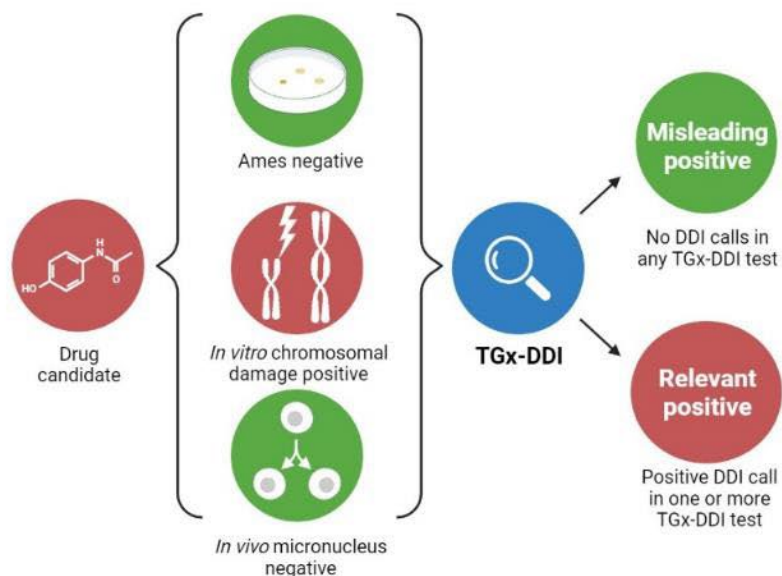 Ames negative
HO
H
N
O
Drug
candidate
In vitro chromosomal
damage positive
In vivo micronucleus
negative
TGx-DDI
Misleading
positive
No DDI calls in
any TGx-DDI test
Relevant
positive
Positive DDI call
in one or more
TGx-DDI test